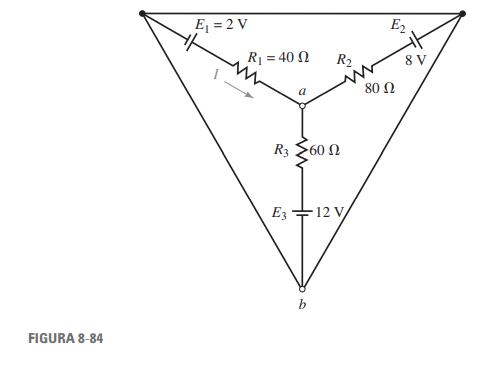 E₁ = 2 V
E₂
8 V
R₁ = 40 Ω
R₂
80 Ω
I
a
R₃
60 Ω
E₃
12 V
b
FIGURA 8-84